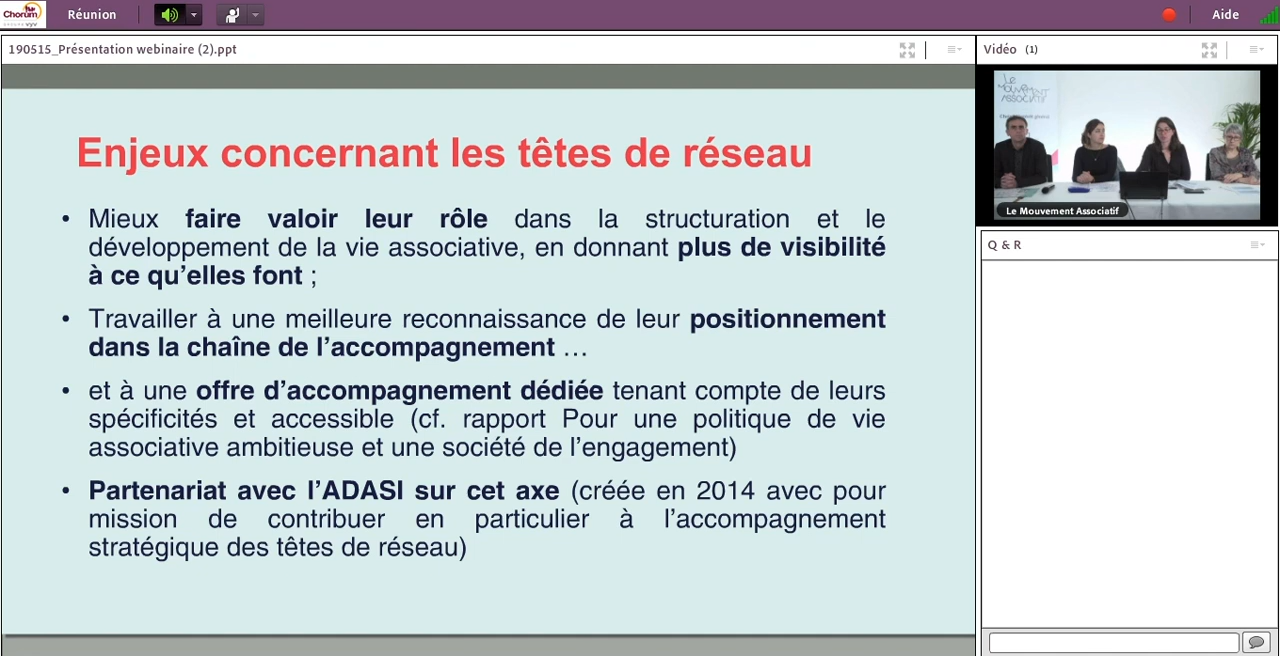 Chorum
GROUPE vyv
Réunion
Aide
190515_Présentation webinaire (2).ppt
Enjeux concernant les têtes de réseau
• Mieux faire valoir leur rôle dans la structuration et le
développement de la vie associative, en donnant plus de visibilité
à ce qu’elles font ;
• Travailler à une meilleure reconnaissance de leur positionnement
dans la chaîne de l’accompagnement …
• et à une offre d’accompagnement dédiée tenant compte de leurs
spécificités et accessible (cf. rapport Pour une politique de vie
associative ambitieuse et une société de l’engagement)
• Partenariat avec l’ADASI sur cet axe (créée en 2014 avec pour
mission de contribuer en particulier à l’accompagnement
stratégique des têtes de réseau)
Vidéo (1)
Le
MOUVEMENT
ASSOCIATIF
Le Mouvement Associatif
Q & R